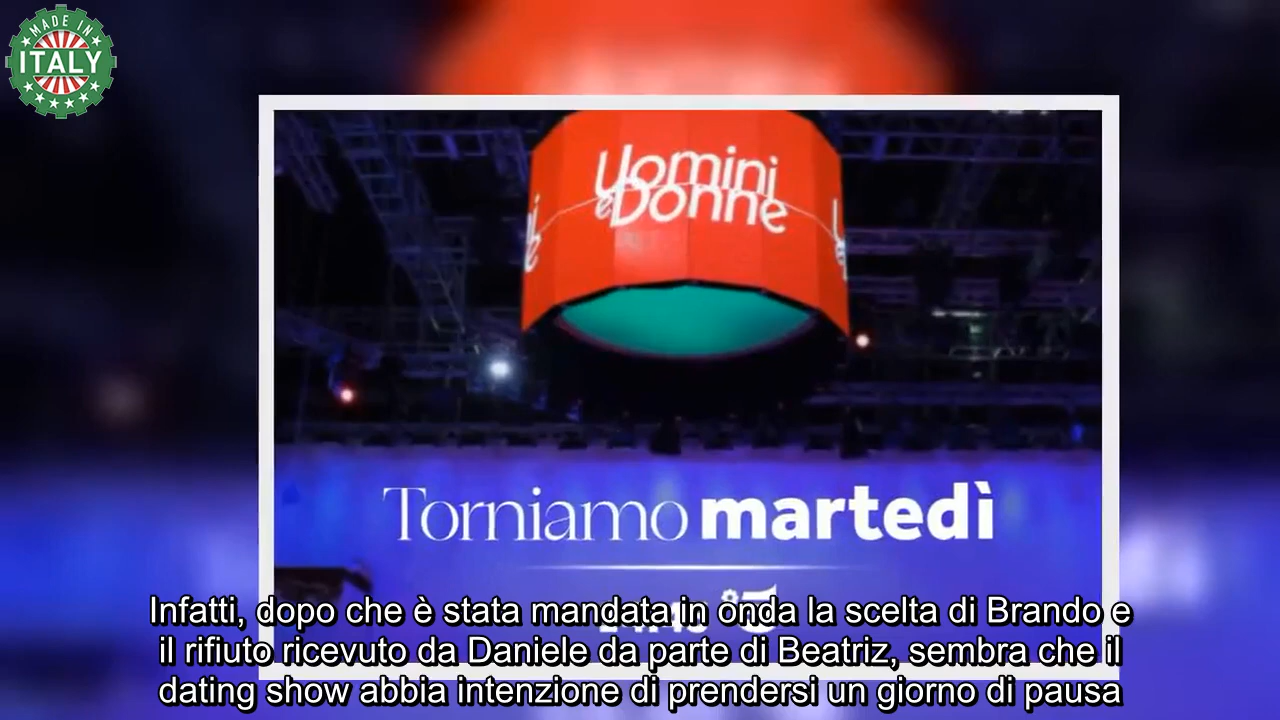 MADE IN
ITALY
Uomini
e Donne
Torniamo martedì
Infatti, dopo che è stata mandata in onda la scelta di Brando e
il rifiuto ricevuto da Daniele da parte di Beatriz, sembra che il
dating show abbia intenzione di prendersi un giorno di pausa